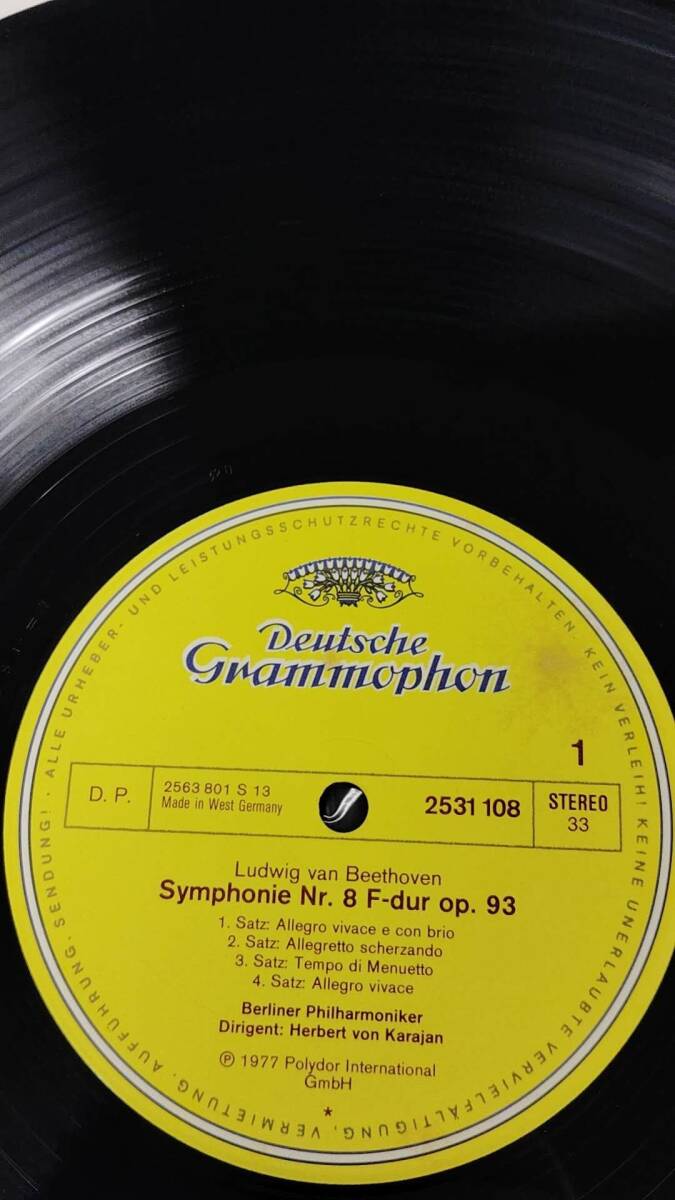 Deutsche
Grammophon
1
D. P.
2563 801 S 13
Made in West Germany
2531 108
STEREO
33
Ludwig van Beethoven
Symphonie Nr. 8 F-dur op. 93
1. Satz: Allegro vivace e con brio
2. Satz: Allegretto scherzando
3. Satz: Tempo di Menuetto
4. Satz: Allegro vivace
Berliner Philharmoniker
Dirigent: Herbert von Karajan
Ⓟ 1977 Polydor International
GmbH
★
· ALLE URHEBER- UND LEISTUNGSSCHUTZRECHTE VORBEHALTEN. KEIN VERLEIH! KEINE UNERLAUBTE VERVIELFÄLTIGUNG, VERMIETUNG, AUFFÜHRUNG, SENDUNG!